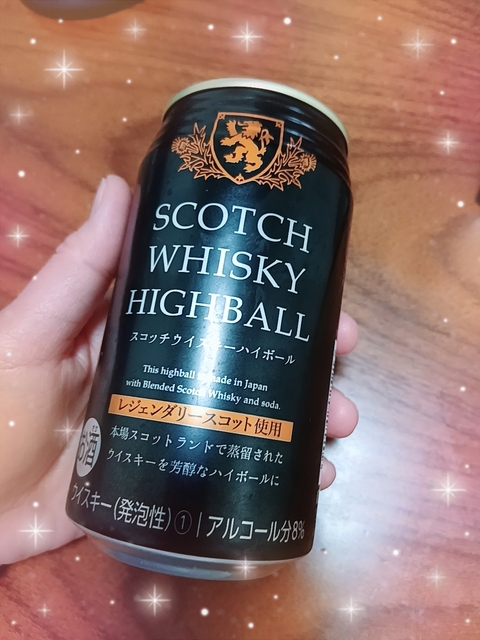 SCOTCH
WHISKY
HIGHBALL
スコッチウイスキーハイボール
This highball is made in Japan
with Blended Scotch Whisky and soda.
レジェンダリースコット使用
本場スコットランドで蒸留された
ウイスキーを芳醇なハイボールに
お酒
ウイスキー(発泡性)①|アルコール分8%